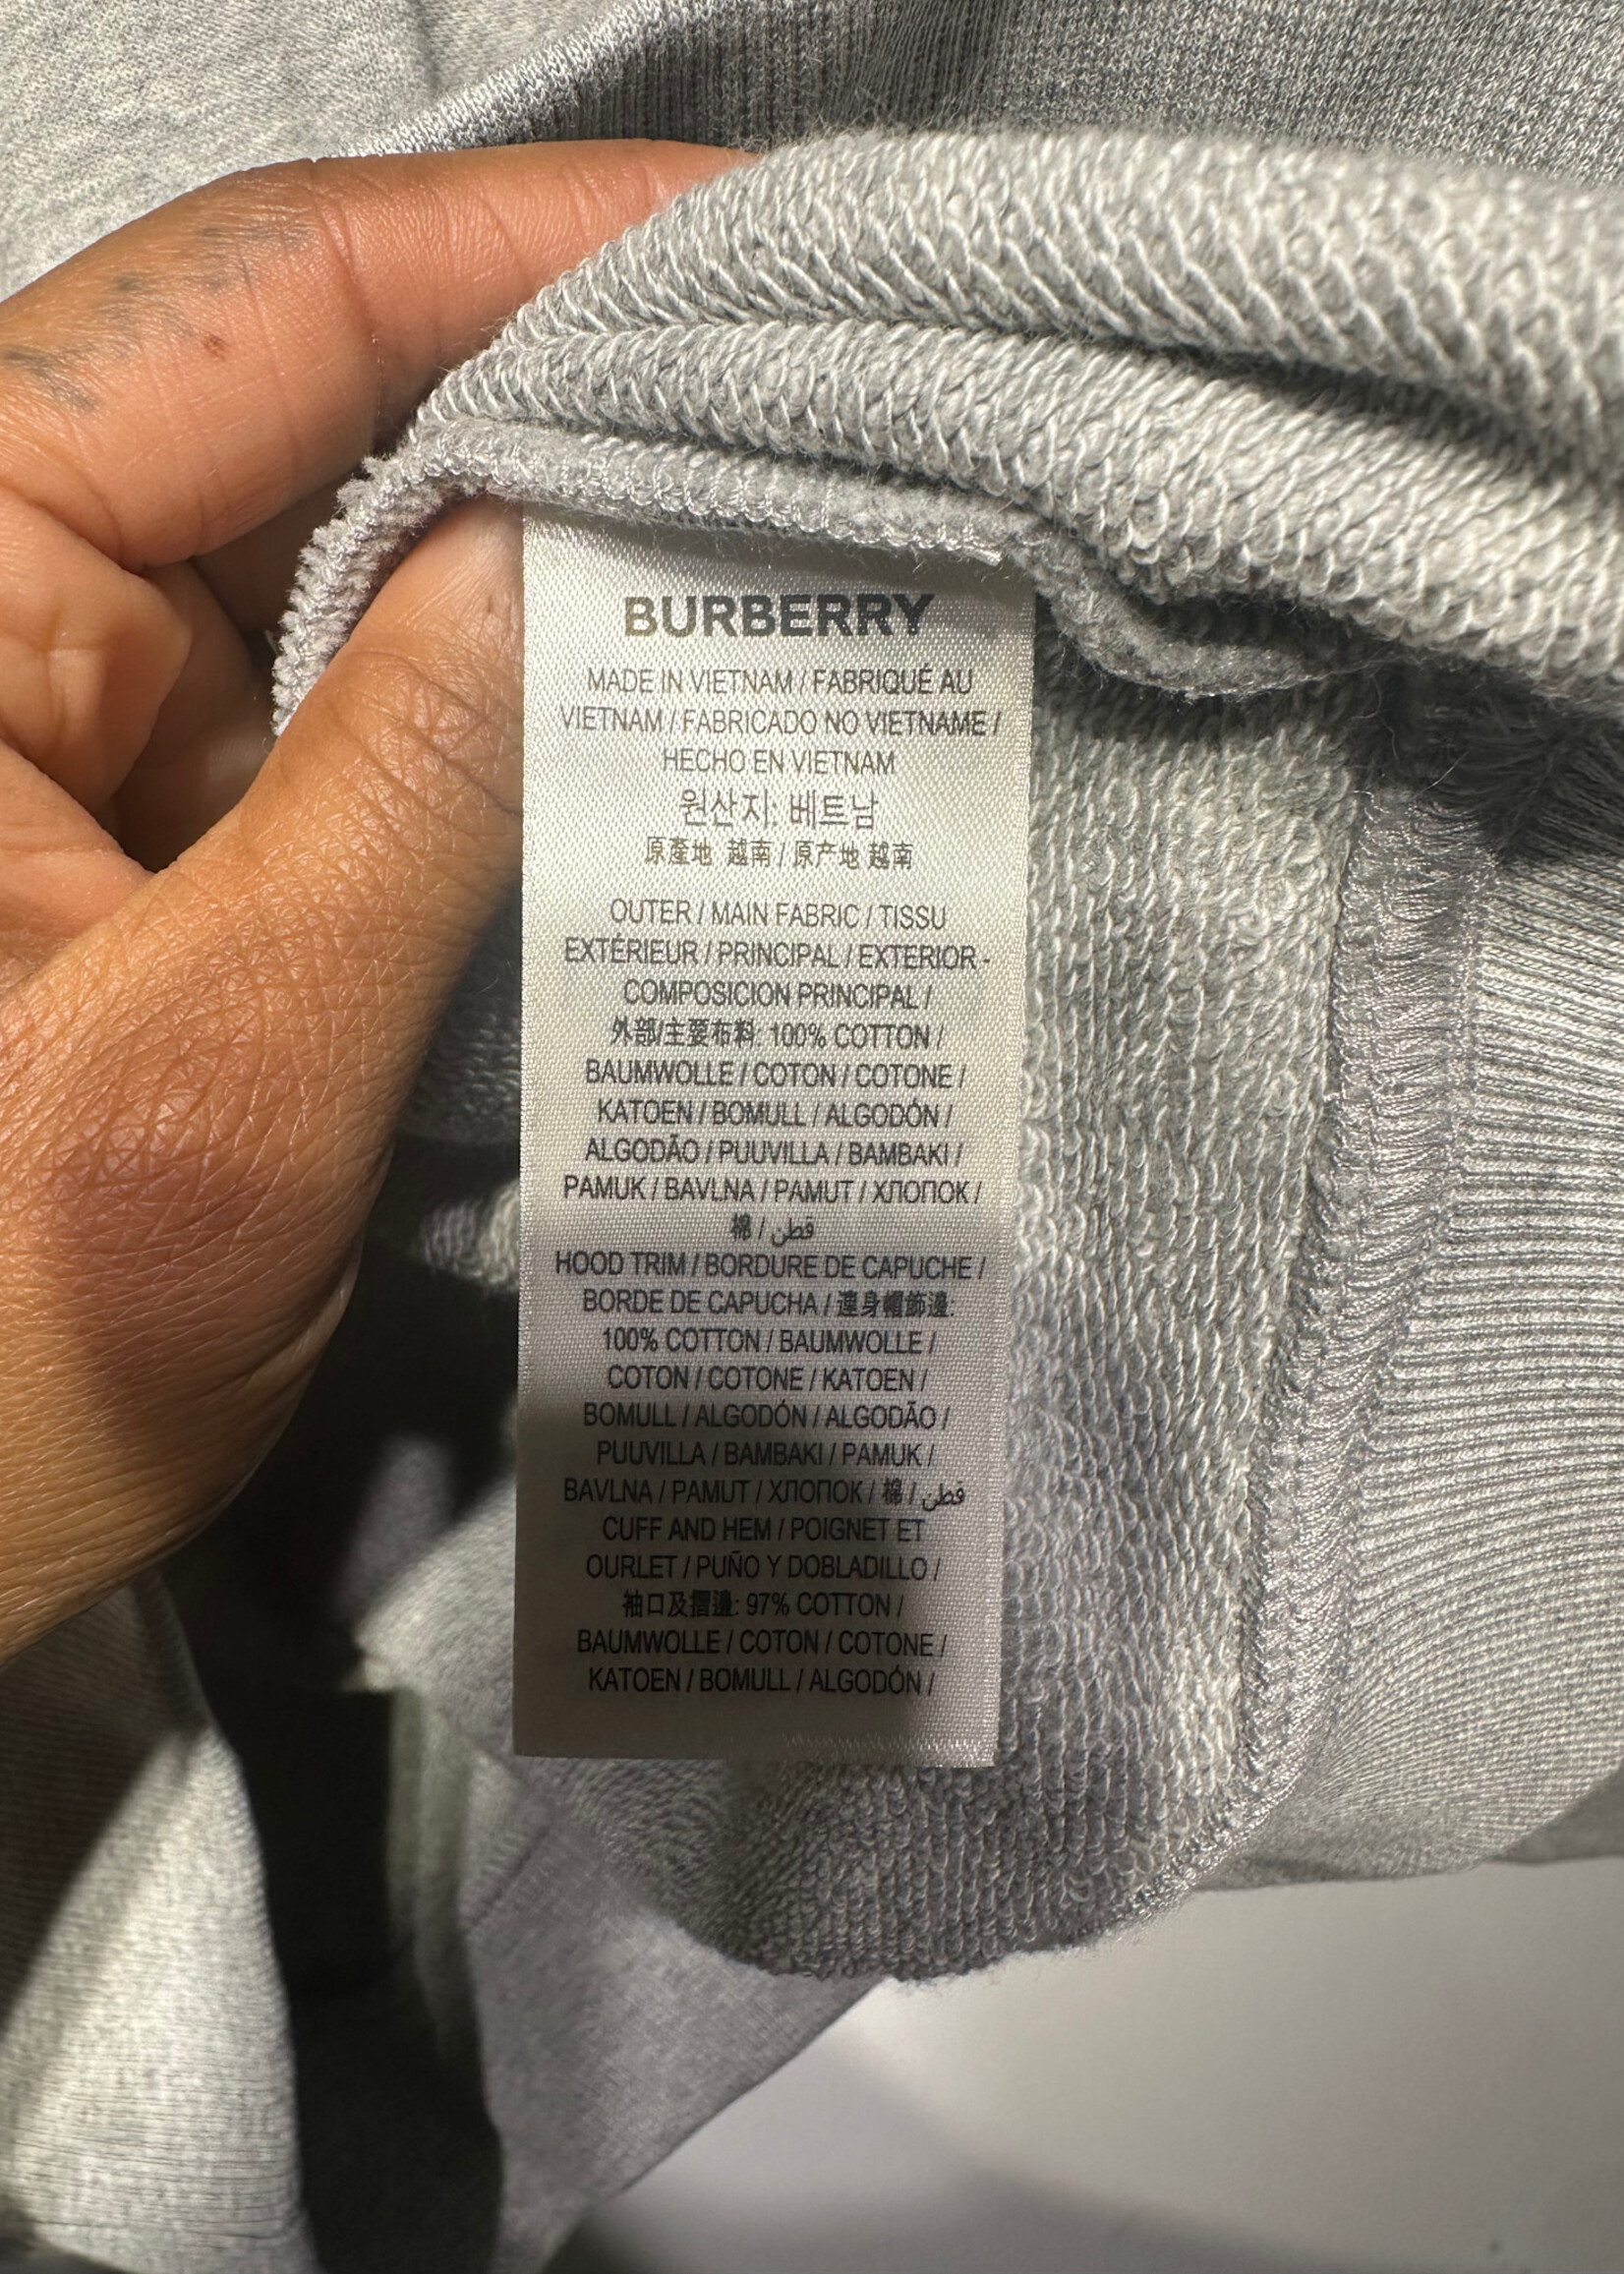 BURBERRY
MADE IN VIETNAM / FABRIQUÉ AU
VIETNAM / FABRICADO NO VIETNAME /
HECHO EN VIETNAM
원산지: 베트남
原產地 越南 / 原产地 越南
OUTER / MAIN FABRIC / TISSU
EXTÉRIEUR / PRINCIPAL / EXTERIOR -
COMPOSICION PRINCIPAL /
外部/主要布料: 100% COTTON /
BAUMWOLLE / COTON / COTONE /
KATOEN / BOMULL / ALGODÓN /
ALGODÃO / PUUVILLA / BAMBAKI /
PAMUK / BAVLNA / PAMUT / ХЛОПОК /
棉 / قطن
HOOD TRIM / BORDURE DE CAPUCHE /
BORDE DE CAPUCHA / 連身帽飾邊:
100% COTTON / BAUMWOLLE /
COTON / COTONE / KATOEN /
BOMULL / ALGODÓN / ALGODÃO /
PUUVILLA / BAMBAKI / PAMUK /
BAVLNA / PAMUT / ХЛОПОК / 棉 / قطن
CUFF AND HEM / POIGNET ET
OURLET / PUÑO Y DOBLADILLO /
袖口及摺邊: 97% COTTON /
BAUMWOLLE / COTON / COTONE /
KATOEN / BOMULL / ALGODÓN /